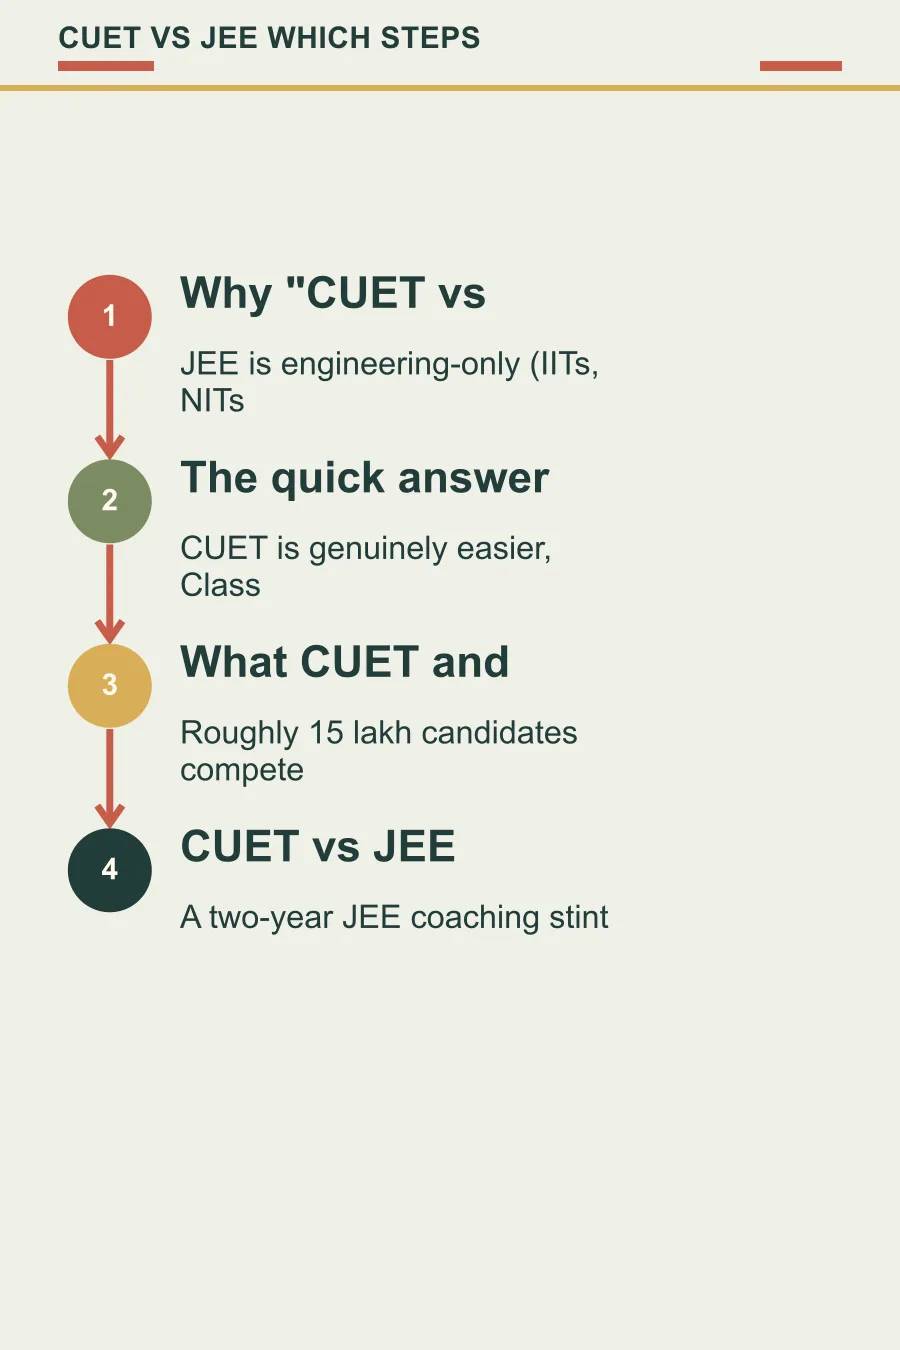 CUET VS JEE WHICH STEPS
1
Why "CUET vs
JEE is engineering-only (IITs,
NITs
2
The quick answer
CUET is genuinely easier,
Class
3
What CUET and
Roughly 15 lakh candidates
compete
4
CUET vs JEE
A two-year JEE coaching stint